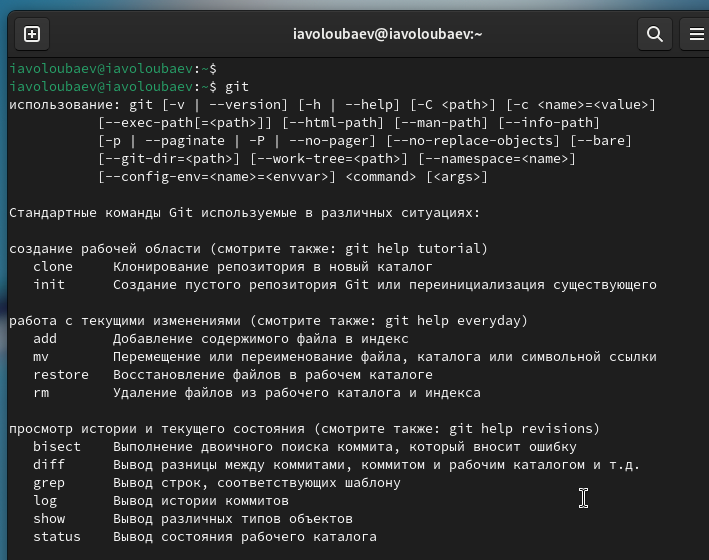 iavoloubaev@iavoloubaev:~
iavoloubaev@iavoloubaev:~$
iavoloubaev@iavoloubaev:~$ git
использование: git [-v | --version] [-h | --help] [-C <path>] [-c <name>=<value>]
           [--exec-path[=<path>]] [--html-path] [--man-path] [--info-path]
           [-p | --paginate | -P | --no-pager] [--no-replace-objects] [--bare]
           [--git-dir=<path>] [--work-tree=<path>] [--namespace=<name>]
           [--config-env=<name>=<envvar>] <command> [<args>]
Стандартные команды Git используемые в различных ситуациях:
создание рабочей области (смотрите также: git help tutorial)
   clone     Клонирование репозитория в новый каталог
   init      Создание пустого репозитория Git или переинициализация существующего
работа с текущими изменениями (смотрите также: git help everyday)
   add       Добавление содержимого файла в индекс
   mv        Перемещение или переименование файла, каталога или символьной ссылки
   restore   Восстановление файлов в рабочем каталоге
   rm        Удаление файлов из рабочего каталога и индекса
просмотр истории и текущего состояния (смотрите также: git help revisions)
   bisect    Выполнение двоичного поиска коммита, который вносит ошибку
   diff      Вывод разницы между коммитами, коммитом и рабочим каталогом и т.д.
   grep      Вывод строк, соответствующих шаблону
   log       Вывод истории коммитов
   show      Вывод различных типов объектов
   status    Вывод состояния рабочего каталога